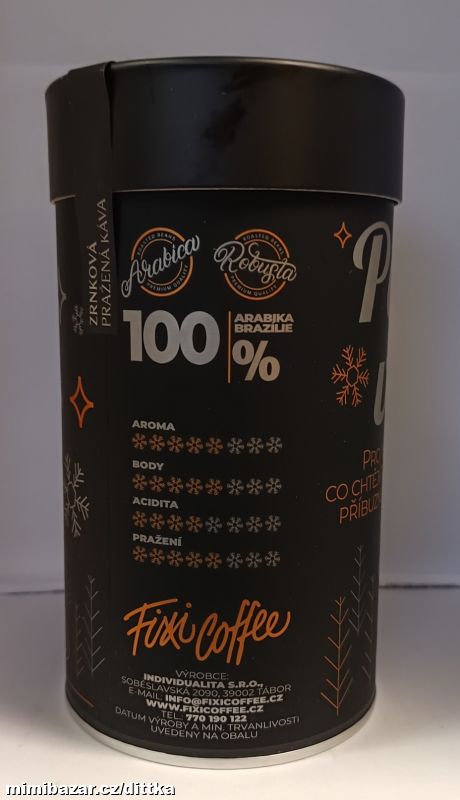 ZRNKOVÁ
PRAŽENÁ KÁVA
ROASTED BEANS
Arabica
PREMIUM QUALITY
ROASTED BEANS
Robusta
PREMIUM QUALITY
100 %
ARABIKA
BRAZÍLIE
AROMA
BODY
ACIDITA
PRAŽENÍ
PRO
CO CHTĚ
PŘÍBUZ
Fixi Coffee
VÝROBCE:
INDIVIDUALITA S.R.O.,
SOBĚSLAVSKÁ 2090, 39002 TÁBOR
E-MAIL: INFO@FIXICOFFEE.CZ
WWW.FIXICOFFEE.CZ
TEL.: 770 190 122
DATUM VÝROBY A MIN. TRVANLIVOSTI
UVEDENY NA OBALU
mimibazar.cz/dittka